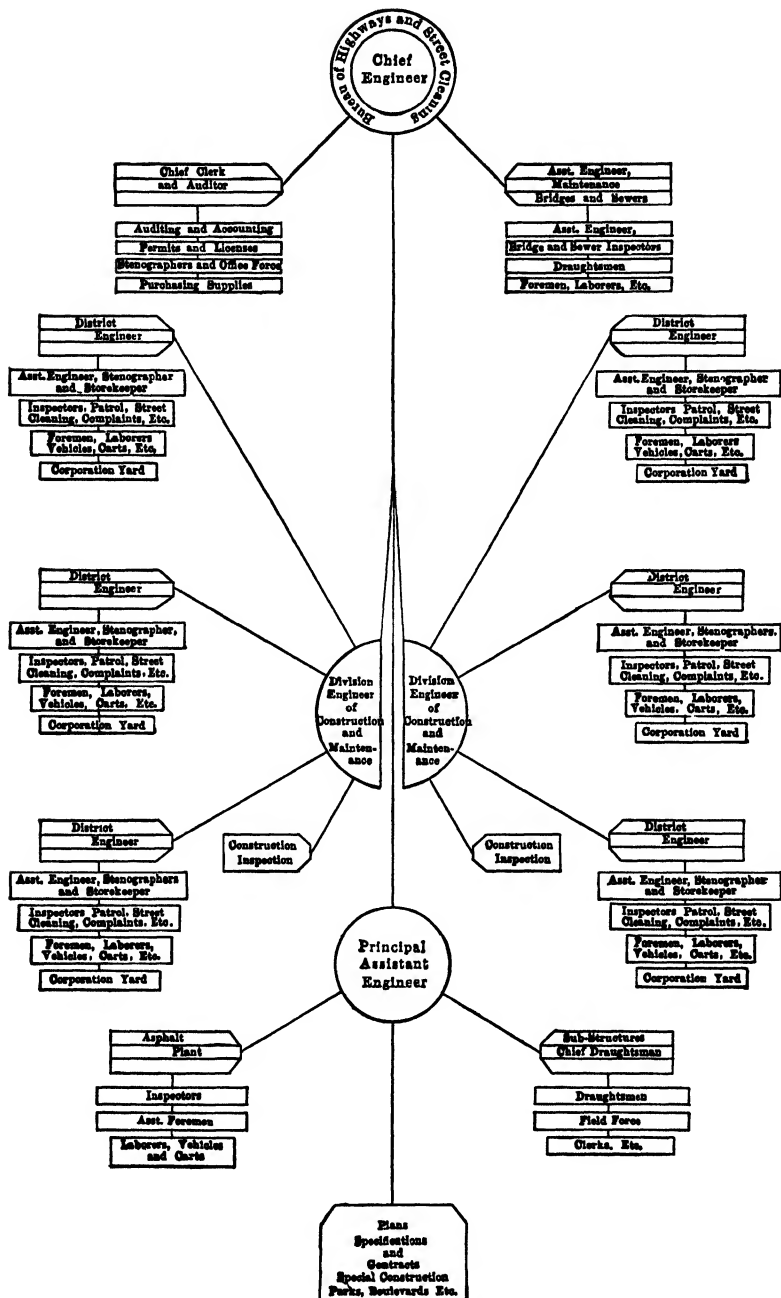 Bureau of Highways and Street Cleaning
Chief
Engineer
Chief Clerk
and Auditor
Auditing and Accounting
Permits and Licenses
Stenographers and Office Force
Purchasing Supplies
Asst. Engineer,
Maintenance
Bridges and Sewers
Asst. Engineer,
Bridge and Sewer Inspectors
Draughtsmen
Foremen, Laborers, Etc.
District
Engineer
Asst. Engineer, Stenographer
and Storekeeper
Inspectors, Patrol, Street
Cleaning, Complaints, Etc.
Foremen, Laborers
Vehicles, Carts, Etc.
Corporation Yard
District
Engineer
Asst. Engineer, Stenographer
and Storekeeper
Inspectors, Patrol, Street
Cleaning, Complaints, Etc.
Foremen, Laborers
Vehicles, Carts, Etc.
Corporation Yard
District
Engineer
Asst. Engineer, Stenographer,
and Storekeeper
Inspectors, Patrol, Street
Cleaning, Complaints, Etc.
Foremen, Laborers,
Vehicles, Carts. Etc.
Corporation Yard
District
Engineer
Asst. Engineer, Stenographers,
and Storekeeper
Inspectors, Patrol, Street
Cleaning, Complaints, Etc.
Foremen, Laborers,
Vehicles, Carts, Etc,
Corporation Yard
Division
Engineer
of
Construction
and
Mainten-
ance
Division
Engineer
of
Construction
and
Mainten-
ance
Construction
Inspection
Construction
Inspection
District
Engineer
Asst. Engineer, Stenographers
and Storekeeper
Inspectors Patrol, Street
Cleaning, Complaints. Etc.
Foremen, Laborers,
Vehicles, Carts, Etc.
Corporation Yard
District
Engineer
Asst. Engineer, Stenographer
and Storekeeper
Inspectors, Patrol, Street
Cleaning, Complaints, Etc.
Foremen, Laborers,
Vehicles, Carts, Etc.
Corporation Yard
Principal
Assistant
Engineer
Asphalt
Plant
Inspectors
Asst. Foremen
Laborers, Vehicles
and Carts
Sub-Structures
Chief Draughtsman
Draughtsmen
Field Force
Clerks, Etc.
Plans
Specifications
and
Contracts
Special Construction
Parks, Boulevards Etc.